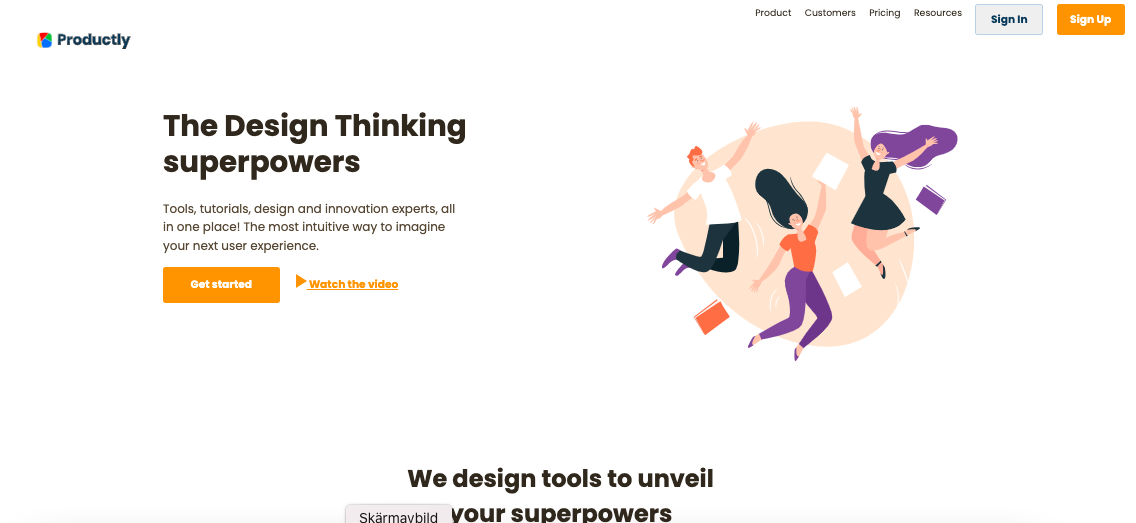 Product Customers Pricing Resources Sign In Sign Up
Productly
The Design Thinking
superpowers
Tools, tutorials, design and innovation experts, all
in one place! The most intuitive way to imagine
your next user experience.
Get started Watch the video
We design tools to unveil
your superpowers
Skärmavbild